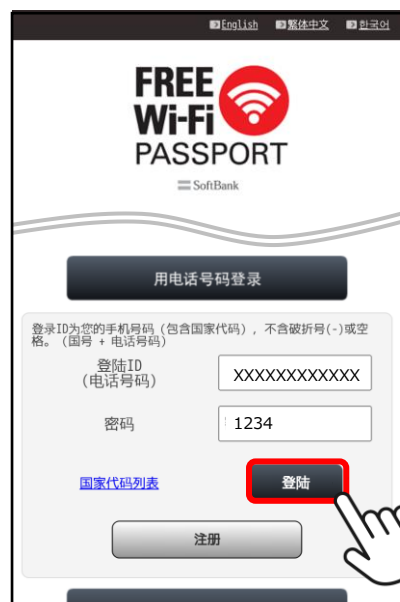 English 繁体中文 한국어
FREE
Wi-Fi
PASSPORT
SoftBank
用电话号码登录
登录ID为您的手机号码（包含国家代码）, 不含破折号(-)或空
格。（国号 + 电话号码）
登陆ID
(电话号码)
XXXXXXXXXXXX
密码
1234
国家代码列表
登陆
注册